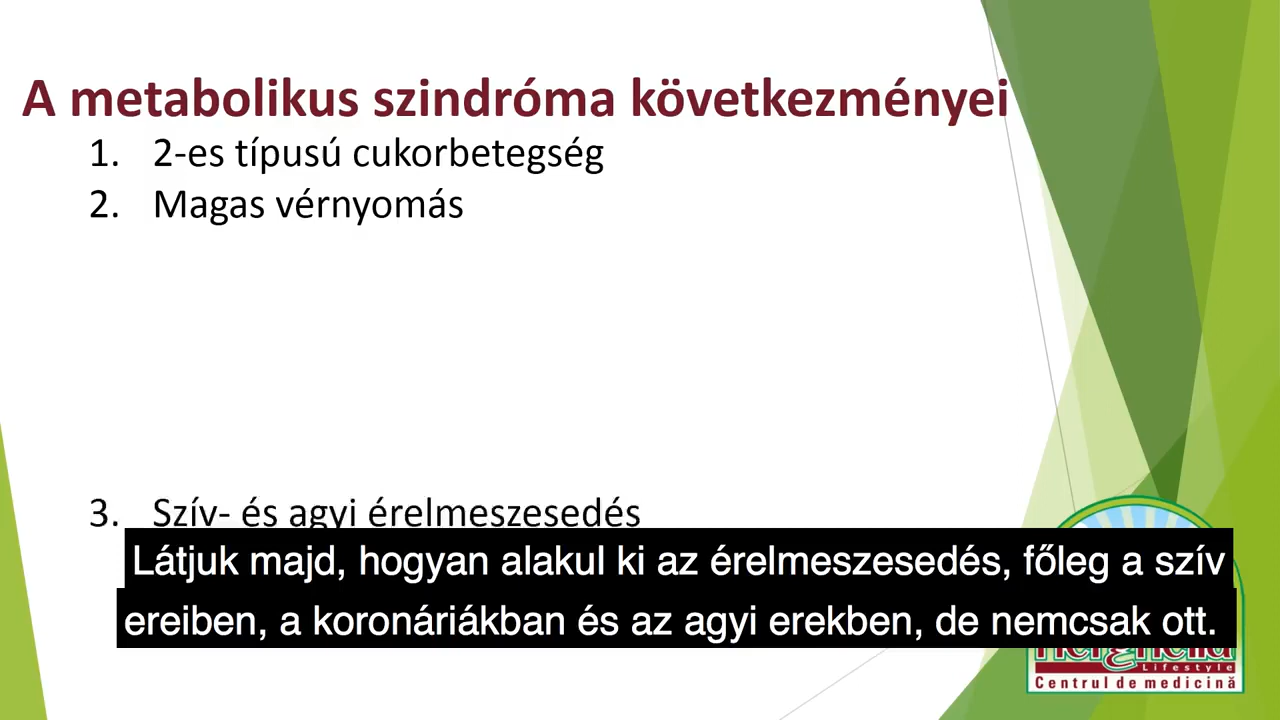 A metabolikus szindróma következményei
1. 2-es típusú cukorbetegség
2. Magas vérnyomás
3. Szív- és agyi érelmeszesedés
Látjuk majd, hogyan alakul ki az érelmeszesedés, főleg a szív
ereiben, a koronáriákban és az agyi erekben, de nemcsak ott.
Lifestyle
Centrul de medicină